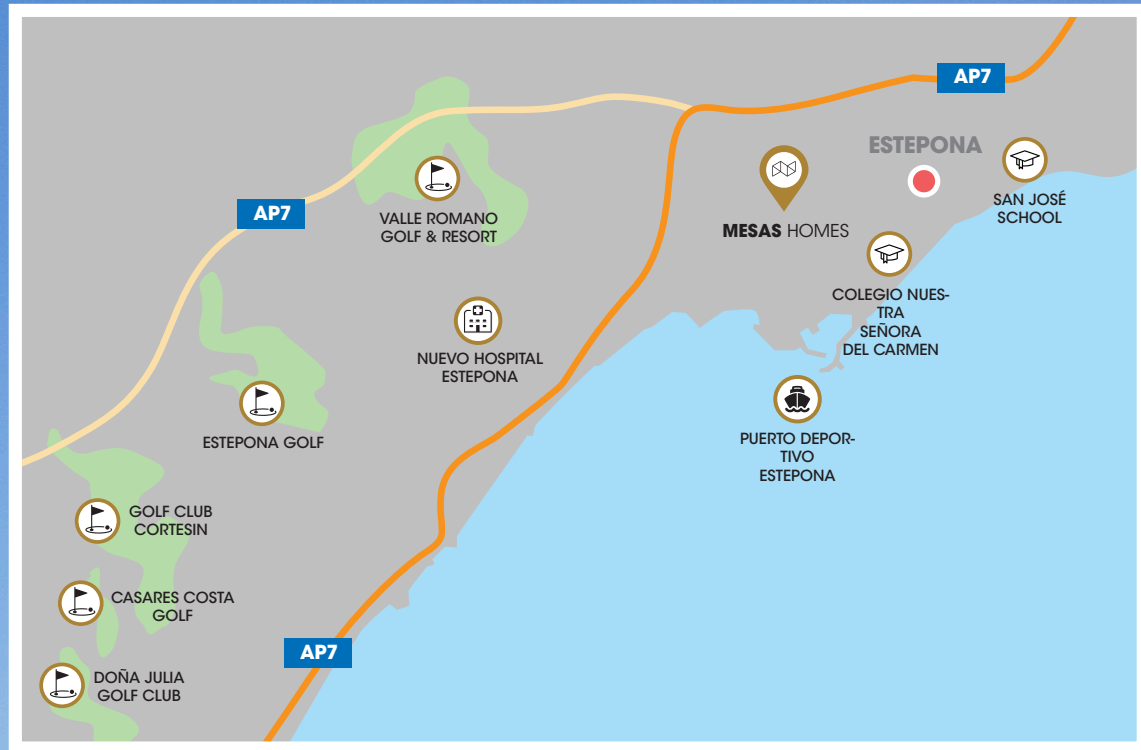 AP7
ESTEPONA
SAN JOSÉ
SCHOOL
AP7
VALLE ROMANO
GOLF & RESORT
MESAS HOMES
COLEGIO NUES-
TRA
SEÑORA
DEL CARMEN
NUEVO HOSPITAL
ESTEPONA
ESTEPONA GOLF
PUERTO DEPOR-
TIVO
ESTEPONA
GOLF CLUB
CORTESIN
CASARES COSTA
GOLF
AP7
DOÑA JULIA
GOLF CLUB